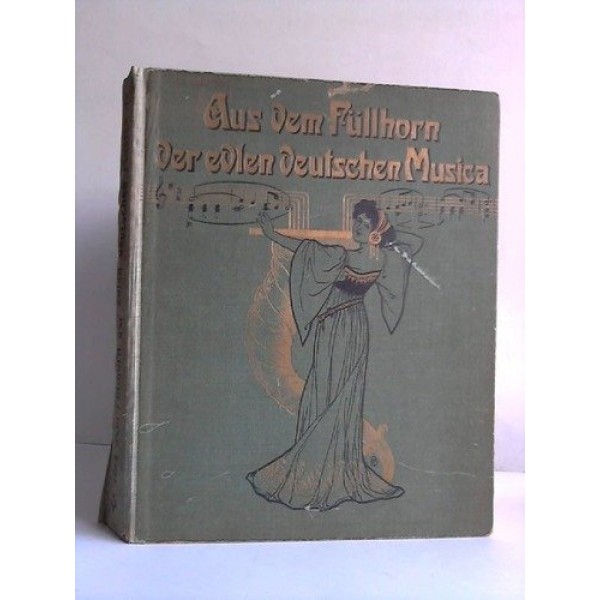 Aus dem Füllhorn
der edlen deutschen Musica